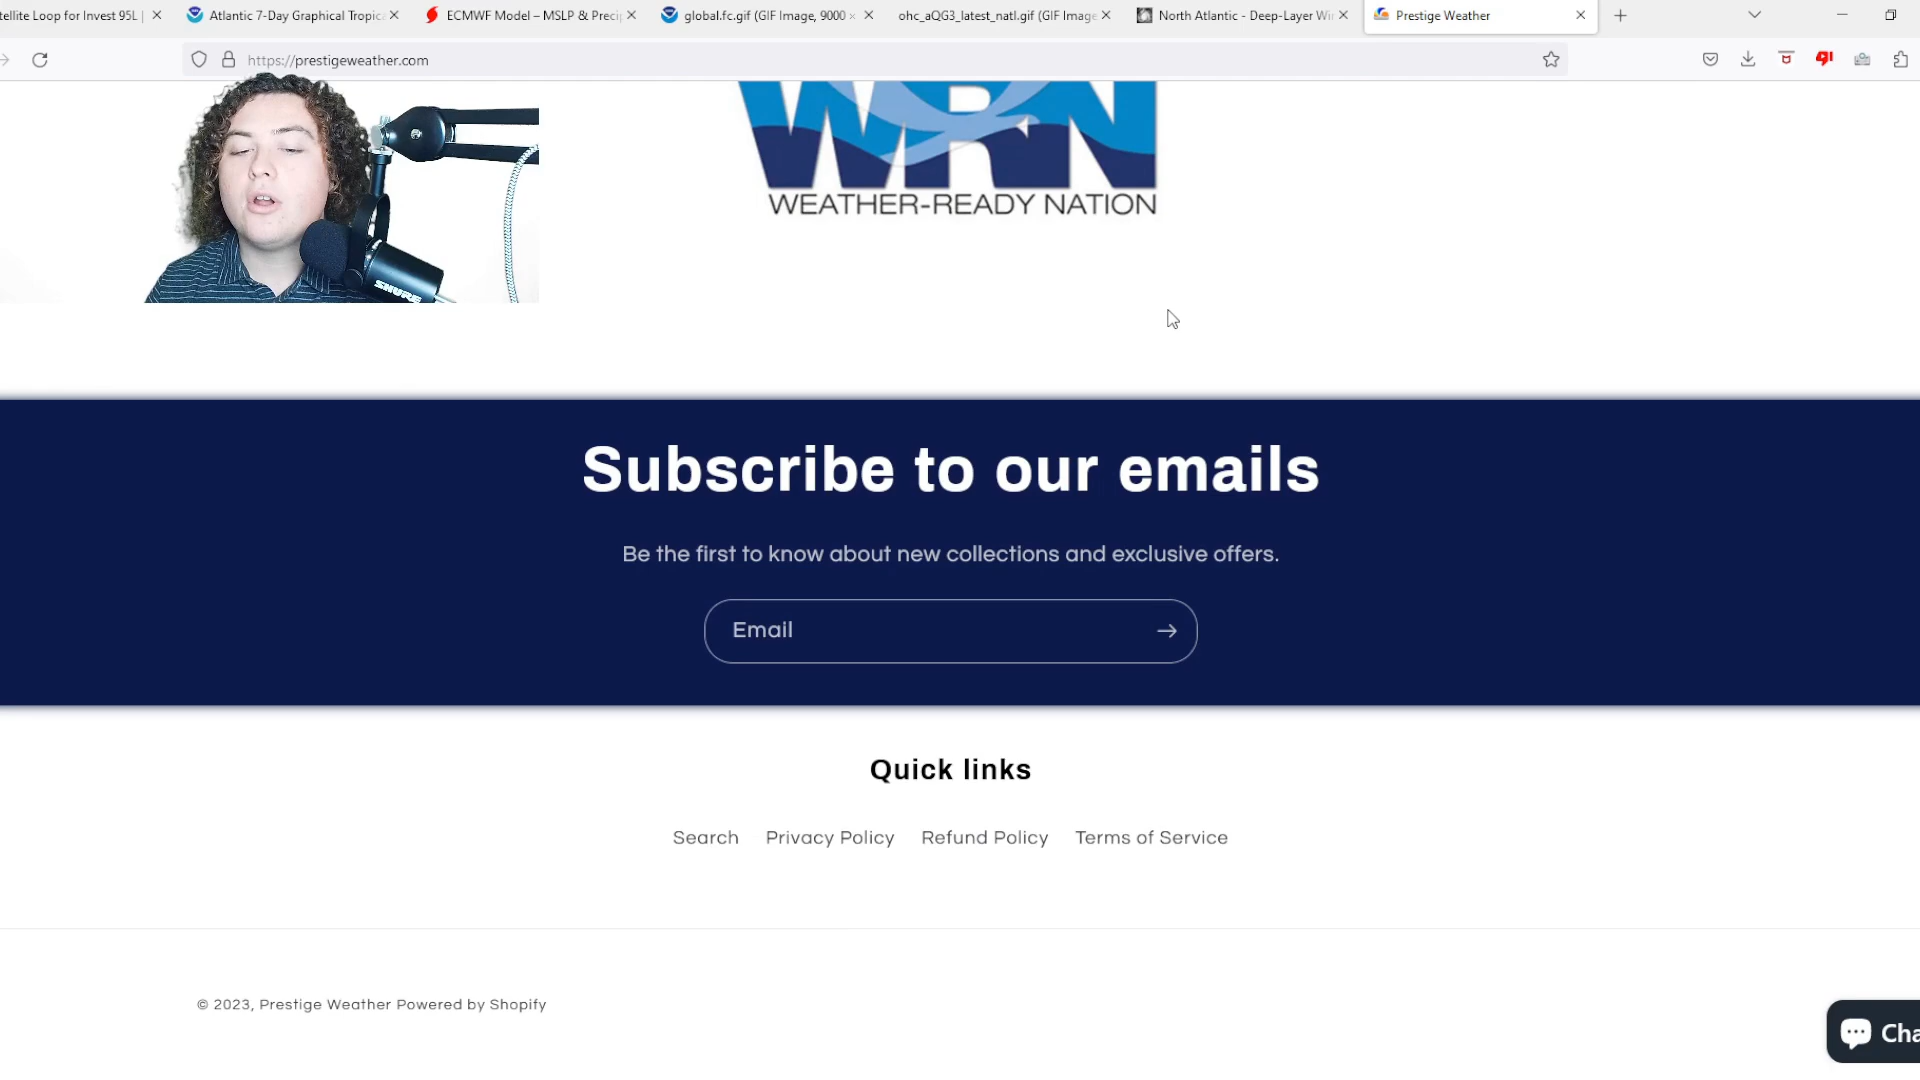 tellite Loop for Invest 95L |
Atlantic 7-Day Graphical Tropic
ECMWF Model – MSLP & Preci
global.fc.gif (GIF Image, 9000 ×
ohc_aQG3_latest_natl.gif (GIF Image
North Atlantic - Deep-Layer Wi
Prestige Weather
https://prestigeweather.com
WRN
WEATHER-READY NATION
SHURE
Subscribe to our emails
Be the first to know about new collections and exclusive offers.
Email
Quick links
Search Privacy Policy Refund Policy Terms of Service
© 2023, Prestige Weather Powered by Shopify
Cha